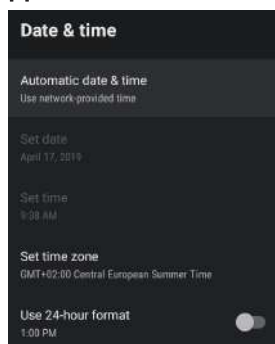 Date & time
Automatic date & time
Use network-provided time
Set date
April 17, 2019
Set time
9:38 AM
Set time zone
GMT+02:00 Central European Summer Time
Use 24-hour format
1:00 PM